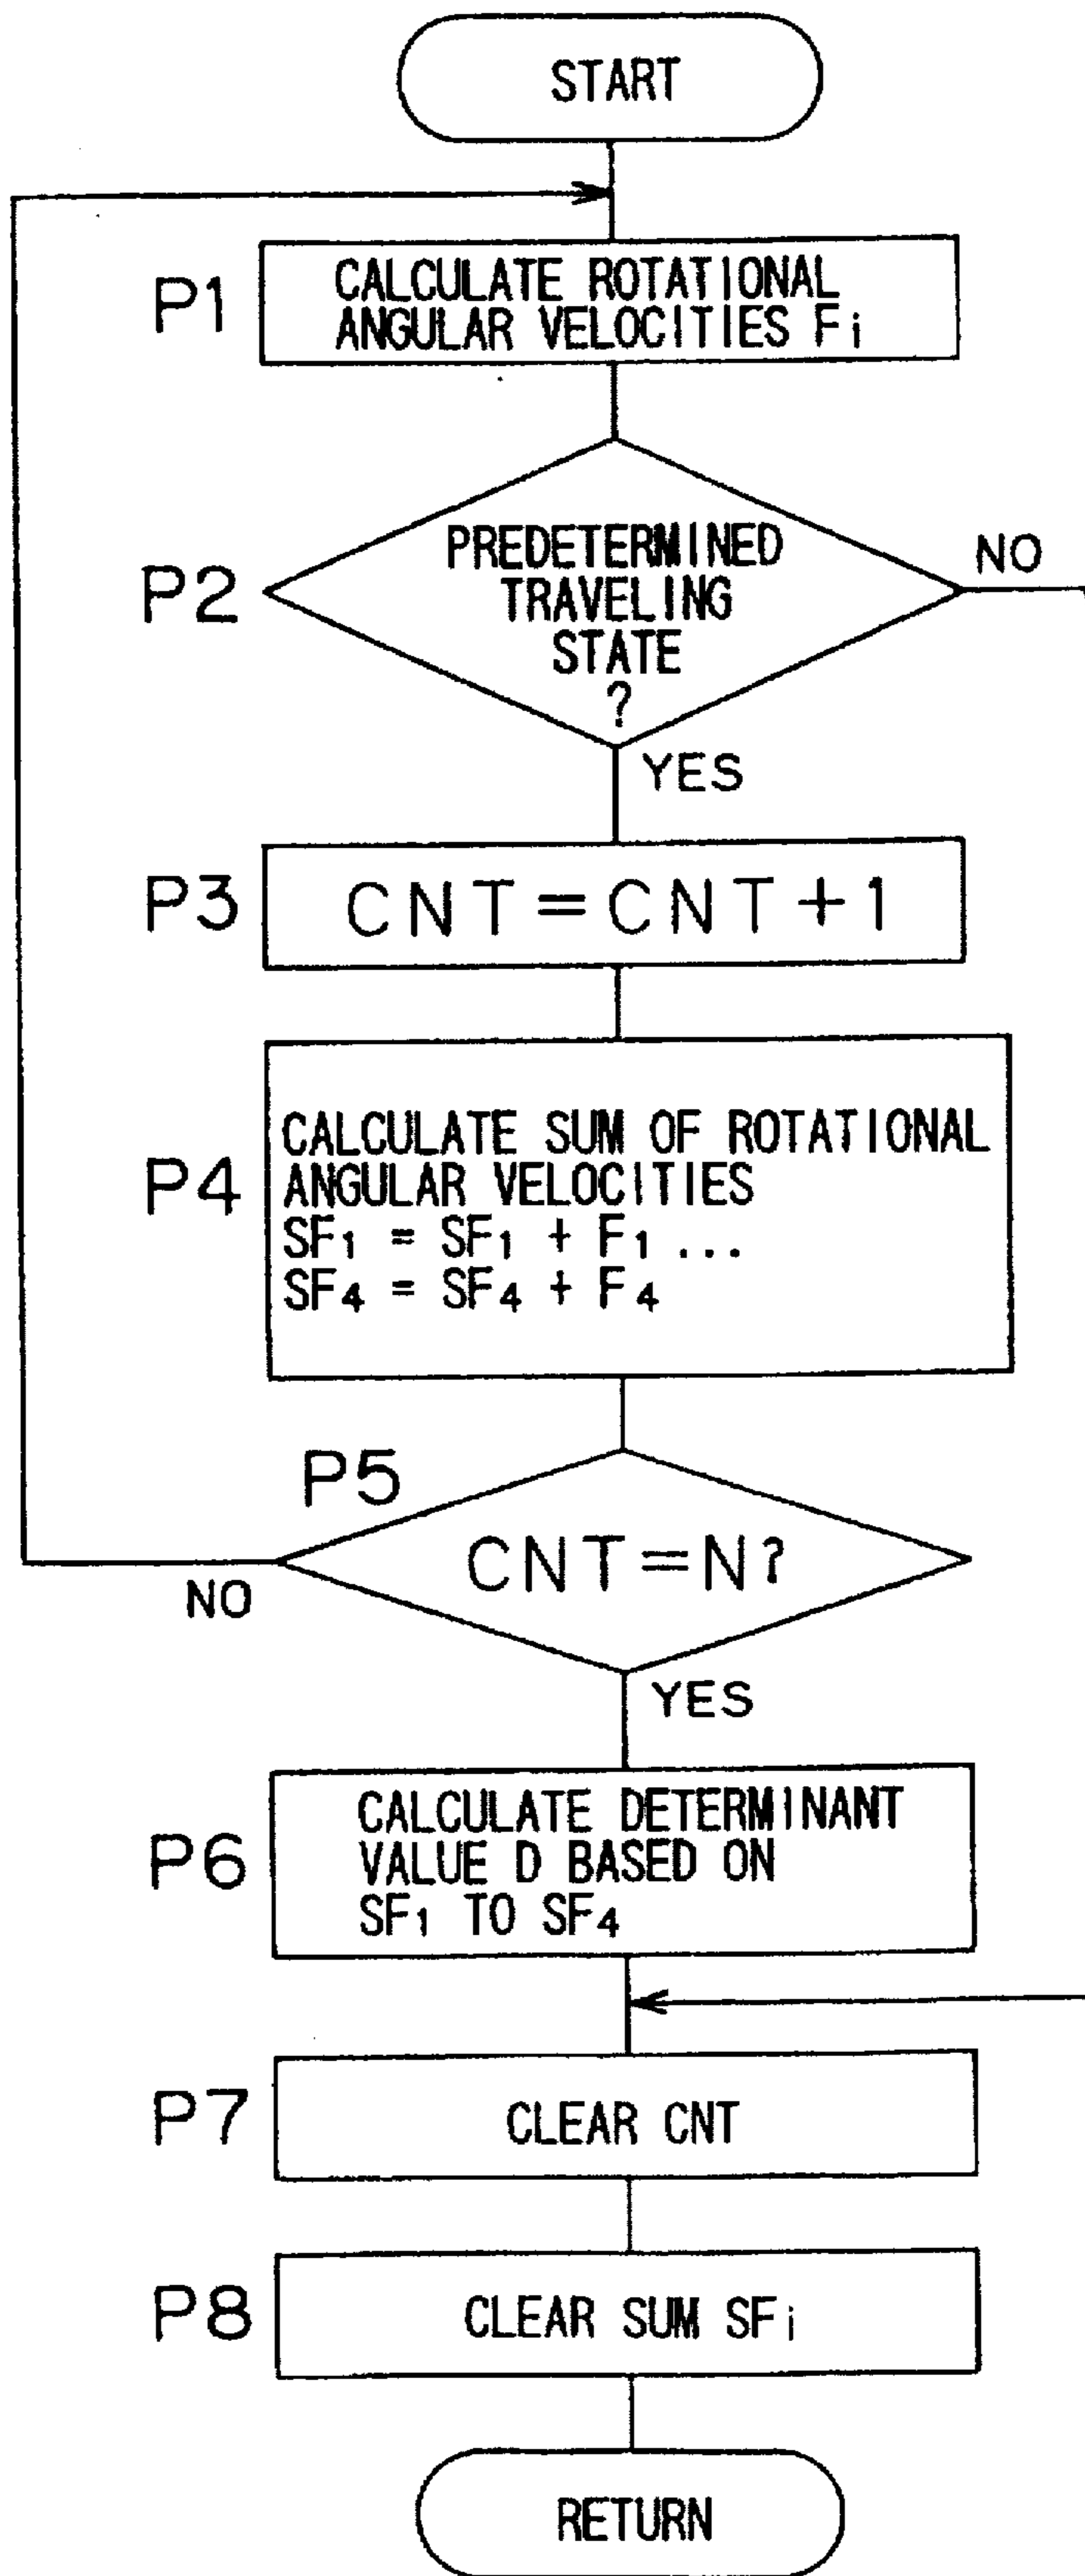 START
P1
CALCULATE ROTATIONAL
ANGULAR VELOCITIES Fi
P2
PREDETERMINED
TRAVELING
STATE
?
NO
YES
P3
CNT=CNT+1
P4
CALCULATE SUM OF ROTATIONAL
ANGULAR VELOCITIES
SF1 = SF1 + F1 ...
SF4 = SF4 + F4
P5
CNT=N?
NO
YES
P6
CALCULATE DETERMINANT
VALUE D BASED ON
SF1 TO SF4
P7
CLEAR CNT
P8
CLEAR SUM SFi
RETURN